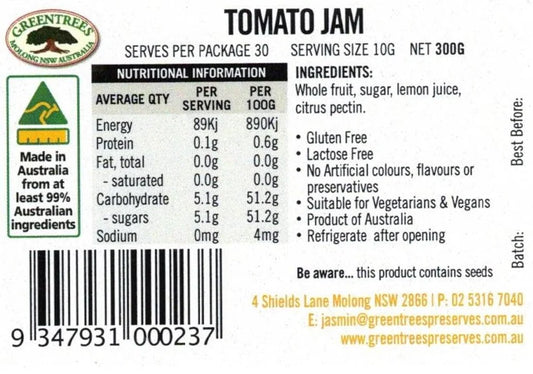 TOMATO JAM
GREENTREES
MOLONG NSW AUSTRALIA
SERVES PER PACKAGE 30 SERVING SIZE 10G NET 300G
NUTRITIONAL INFORMATION
AVERAGE QTY PER SERVING PER 100G
Energy 89Kj 890Kj
Protein 0.1g 0.6g
Fat, total 0.0g 0.0g
- saturated 0.0g 0.0g
Carbohydrate 5.1g 51.2g
- sugars 5.1g 51.2g
Sodium 0mg 4mg
Made in
Australia
from at
least 99%
Australian
ingredients
INGREDIENTS:
Whole fruit, sugar, lemon juice,
citrus pectin.
• Gluten Free
• Lactose Free
• No Artificial colours, flavours or
preservatives
• Suitable for Vegetarians & Vegans
• Product of Australia
• Refrigerate after opening
Best Before:
Batch:
Be aware... this product contains seeds
4 Shields Lane Molong NSW 2866 | P: 02 5316 7040
E: jasmin@greentreespreserves.com.au
www.greentreespreserves.com.au
9 347931 000237